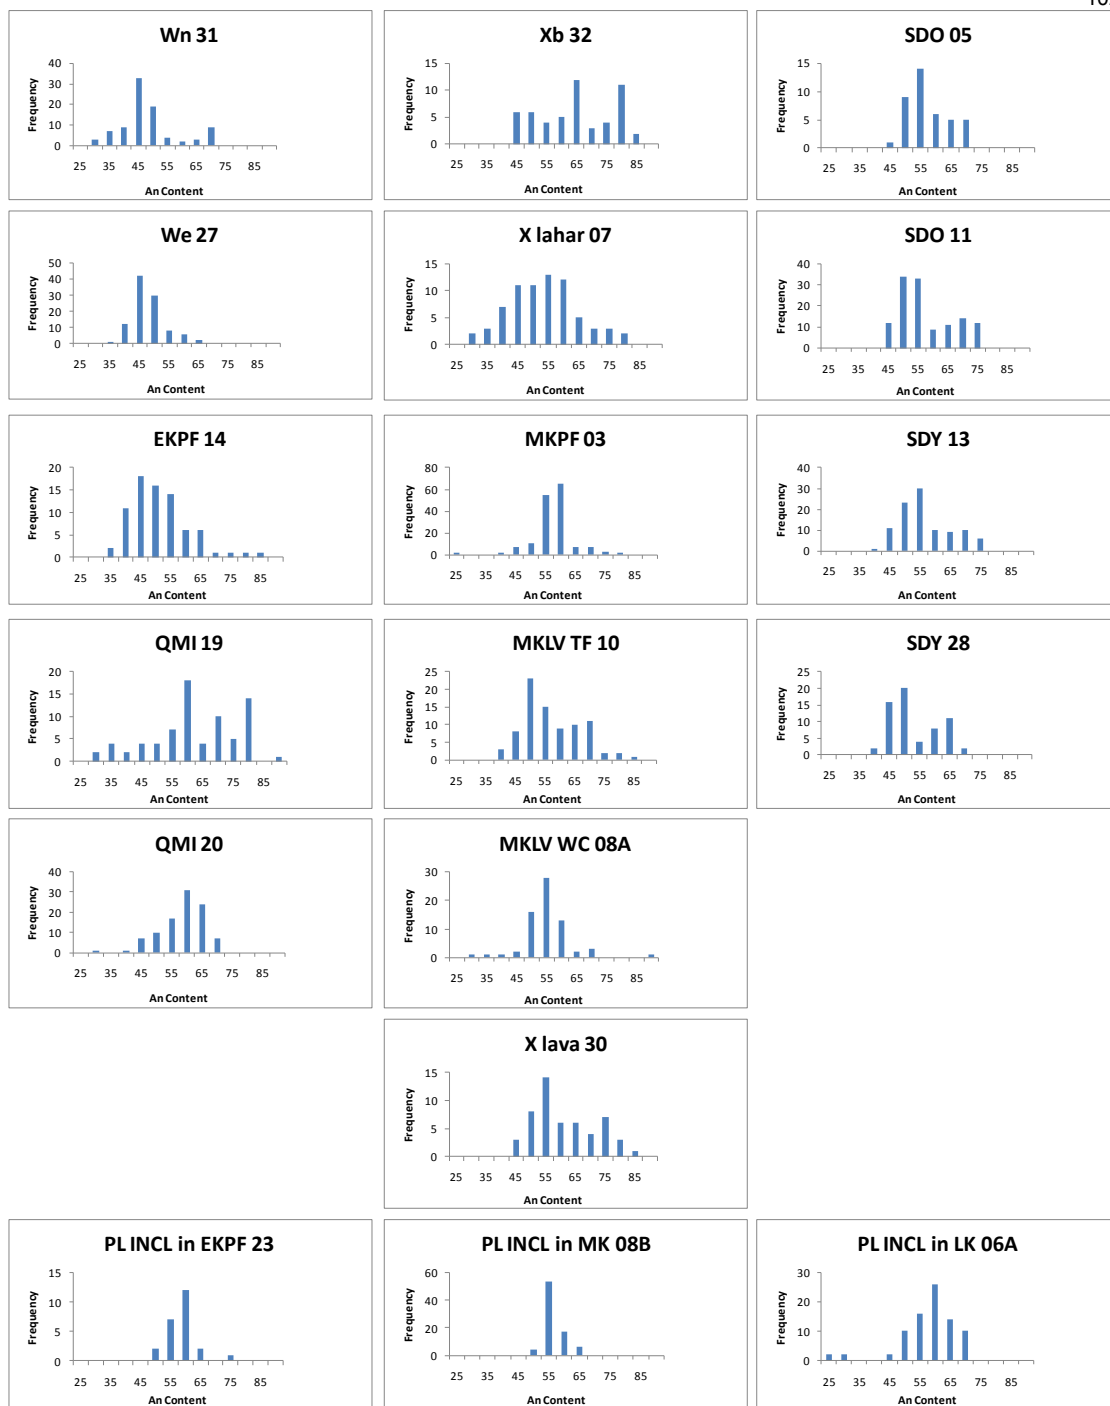 Wn 31
40
30
20
10
0
Frequency
25 35 45 55 65 75 85
An Content
Xb 32
15
10
5
0
Frequency
25 35 45 55 65 75 85
An Content
SDO 05
15
10
5
0
Frequency
25 35 45 55 65 75 85
An Content
We 27
50
40
30
20
10
0
Frequency
25 35 45 55 65 75 85
An Content
X lahar 07
15
10
5
0
Frequency
25 35 45 55 65 75 85
An Content
SDO 11
40
30
20
10
0
Frequency
25 35 45 55 65 75 85
An Content
EKPF 14
20
15
10
5
0
Frequency
25 35 45 55 65 75 85
An Content
MKPF 03
80
60
40
20
0
Frequency
25 35 45 55 65 75 85
An Content
SDY 13
40
30
20
10
0
Frequency
25 35 45 55 65 75 85
An Content
QMI 19
20
15
10
5
0
Frequency
25 35 45 55 65 75 85
An Content
MKLV TF 10
25
20
15
10
5
0
Frequency
25 35 45 55 65 75 85
An Content
SDY 28
25
20
15
10
5
0
Frequency
25 35 45 55 65 75 85
An Content
QMI 20
40
30
20
10
0
Frequency
25 35 45 55 65 75 85
An Content
MKLV WC 08A
30
20
10
0
Frequency
25 35 45 55 65 75 85
An Content
X lava 30
15
10
5
0
Frequency
25 35 45 55 65 75 85
An Content
PL INCL in EKPF 23
15
10
5
0
Frequency
25 35 45 55 65 75 85
An Content
PL INCL in MK 08B
60
40
20
0
Frequency
25 35 45 55 65 75 85
An Content
PL INCL in LK 06A
30
20
10
0
Frequency
25 35 45 55 65 75 85
An Content